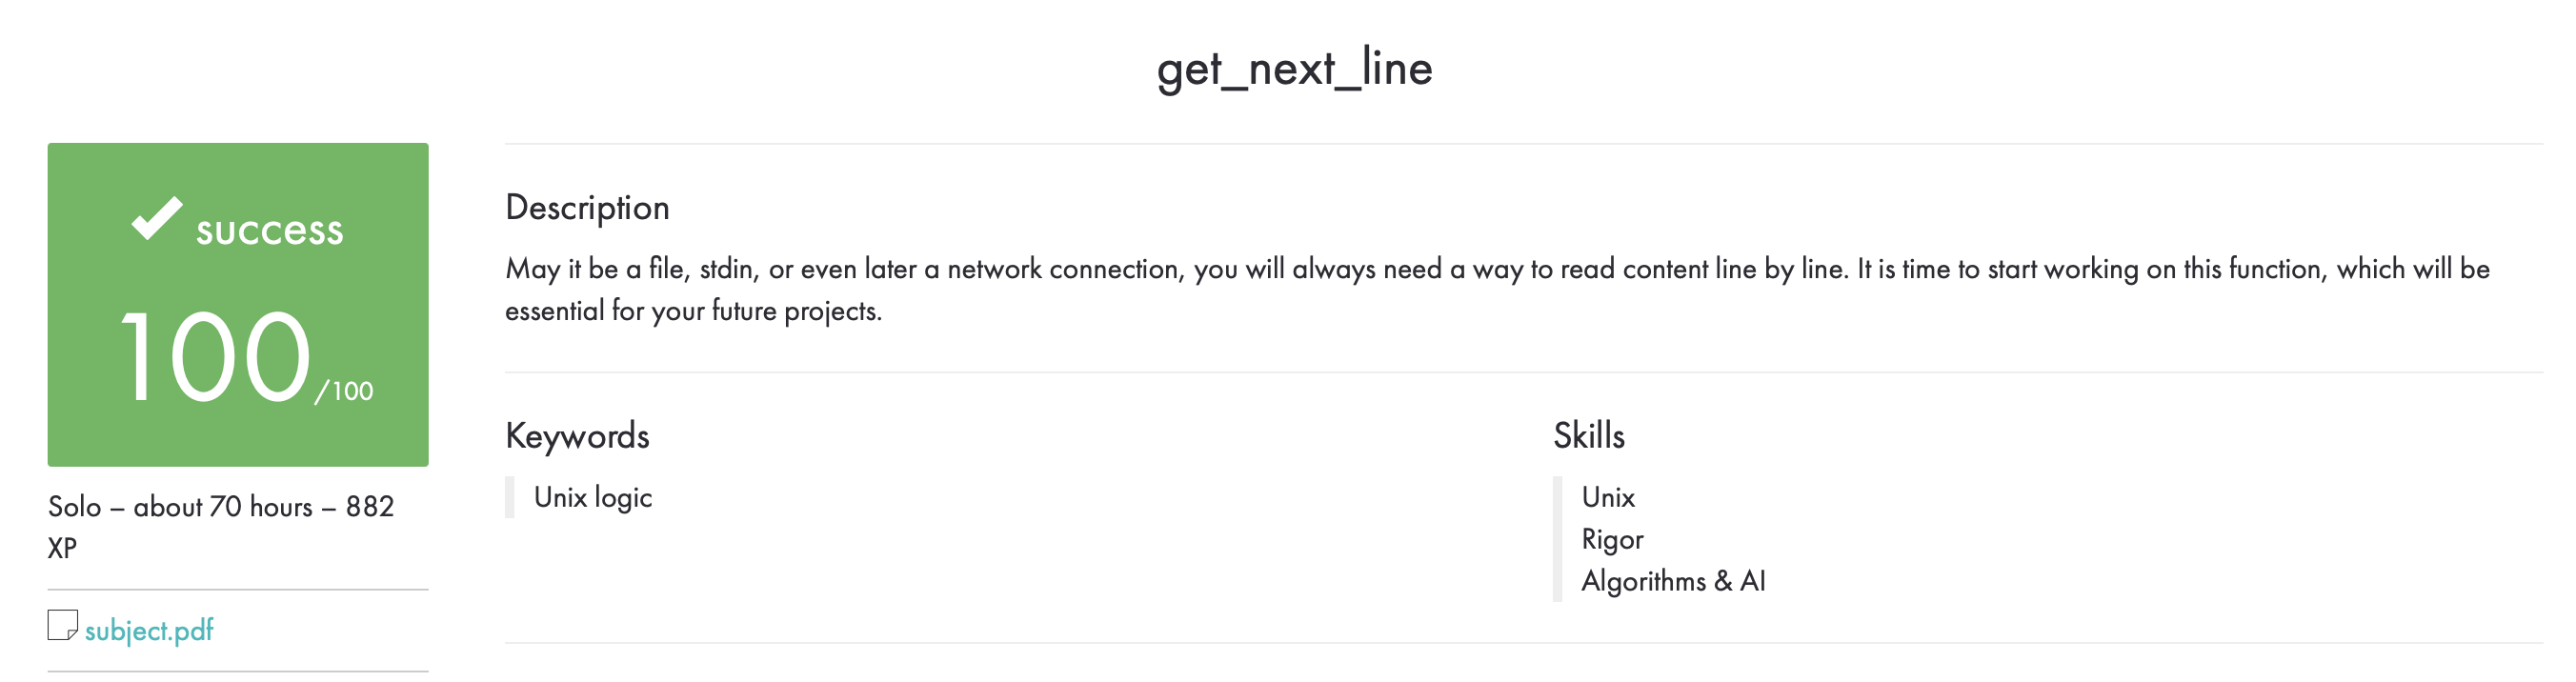 get_next_line
success
100/100
Solo – about 70 hours – 882
XP
subject.pdf
Description
May it be a file, stdin, or even later a network connection, you will always need a way to read content line by line. It is time to start working on this function, which will be
essential for your future projects.
Keywords
Unix logic
Skills
Unix
Rigor
Algorithms & AI